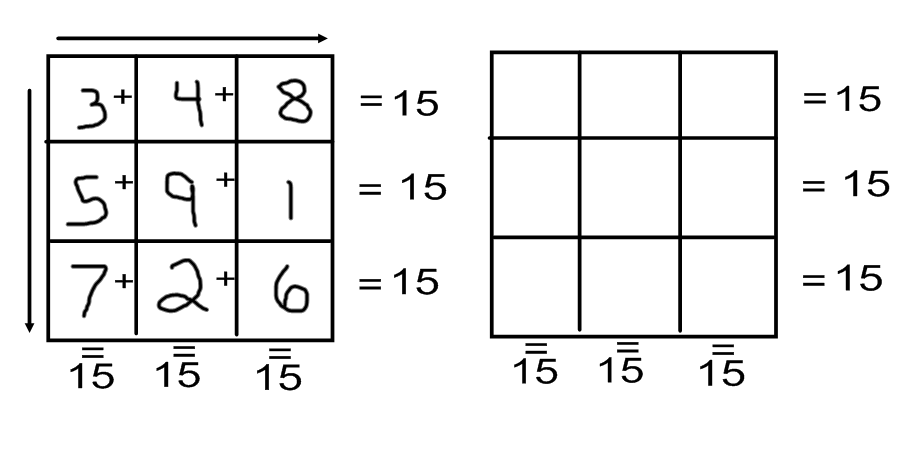 3 + 4 + 8 = 15 = 15
5 + 9 + 1 = 15 = 15
7 + 2 + 6 = 15 = 15
= = = = = =
15 15 15 15 15 15